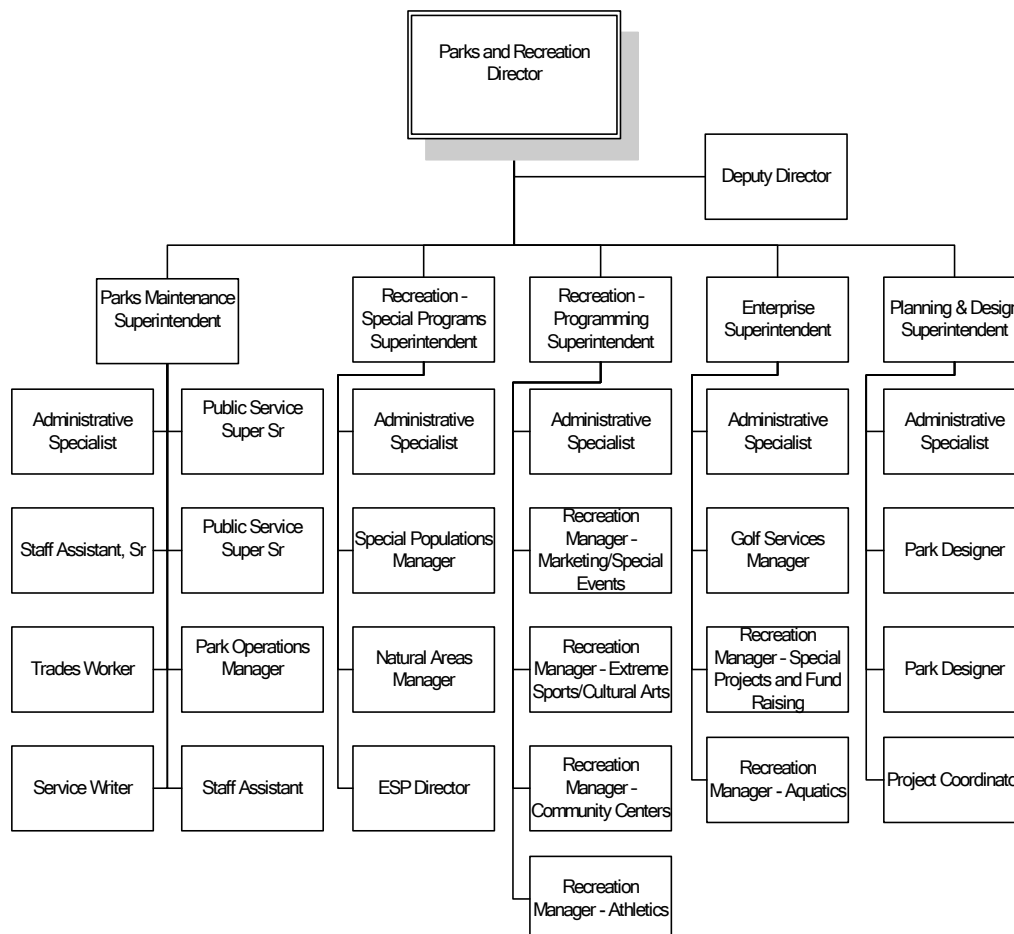 Parks and Recreation
Director
Deputy Director
Parks Maintenance
Superintendent
Recreation -
Special Programs
Superintendent
Recreation -
Programming
Superintendent
Enterprise
Superintendent
Planning & Design
Superintendent
Administrative
Specialist
Public Service
Super Sr
Administrative
Specialist
Administrative
Specialist
Administrative
Specialist
Administrative
Specialist
Staff Assistant, Sr
Public Service
Super Sr
Special Populations
Manager
Recreation
Manager -
Marketing/Special
Events
Golf Services
Manager
Park Designer
Trades Worker
Park Operations
Manager
Natural Areas
Manager
Recreation
Manager - Extreme
Sports/Cultural Arts
Recreation
Manager - Special
Projects and Fund
Raising
Park Designer
Service Writer
Staff Assistant
ESP Director
Recreation
Manager -
Community Centers
Recreation
Manager - Aquatics
Project Coordinator
Recreation
Manager - Athletics